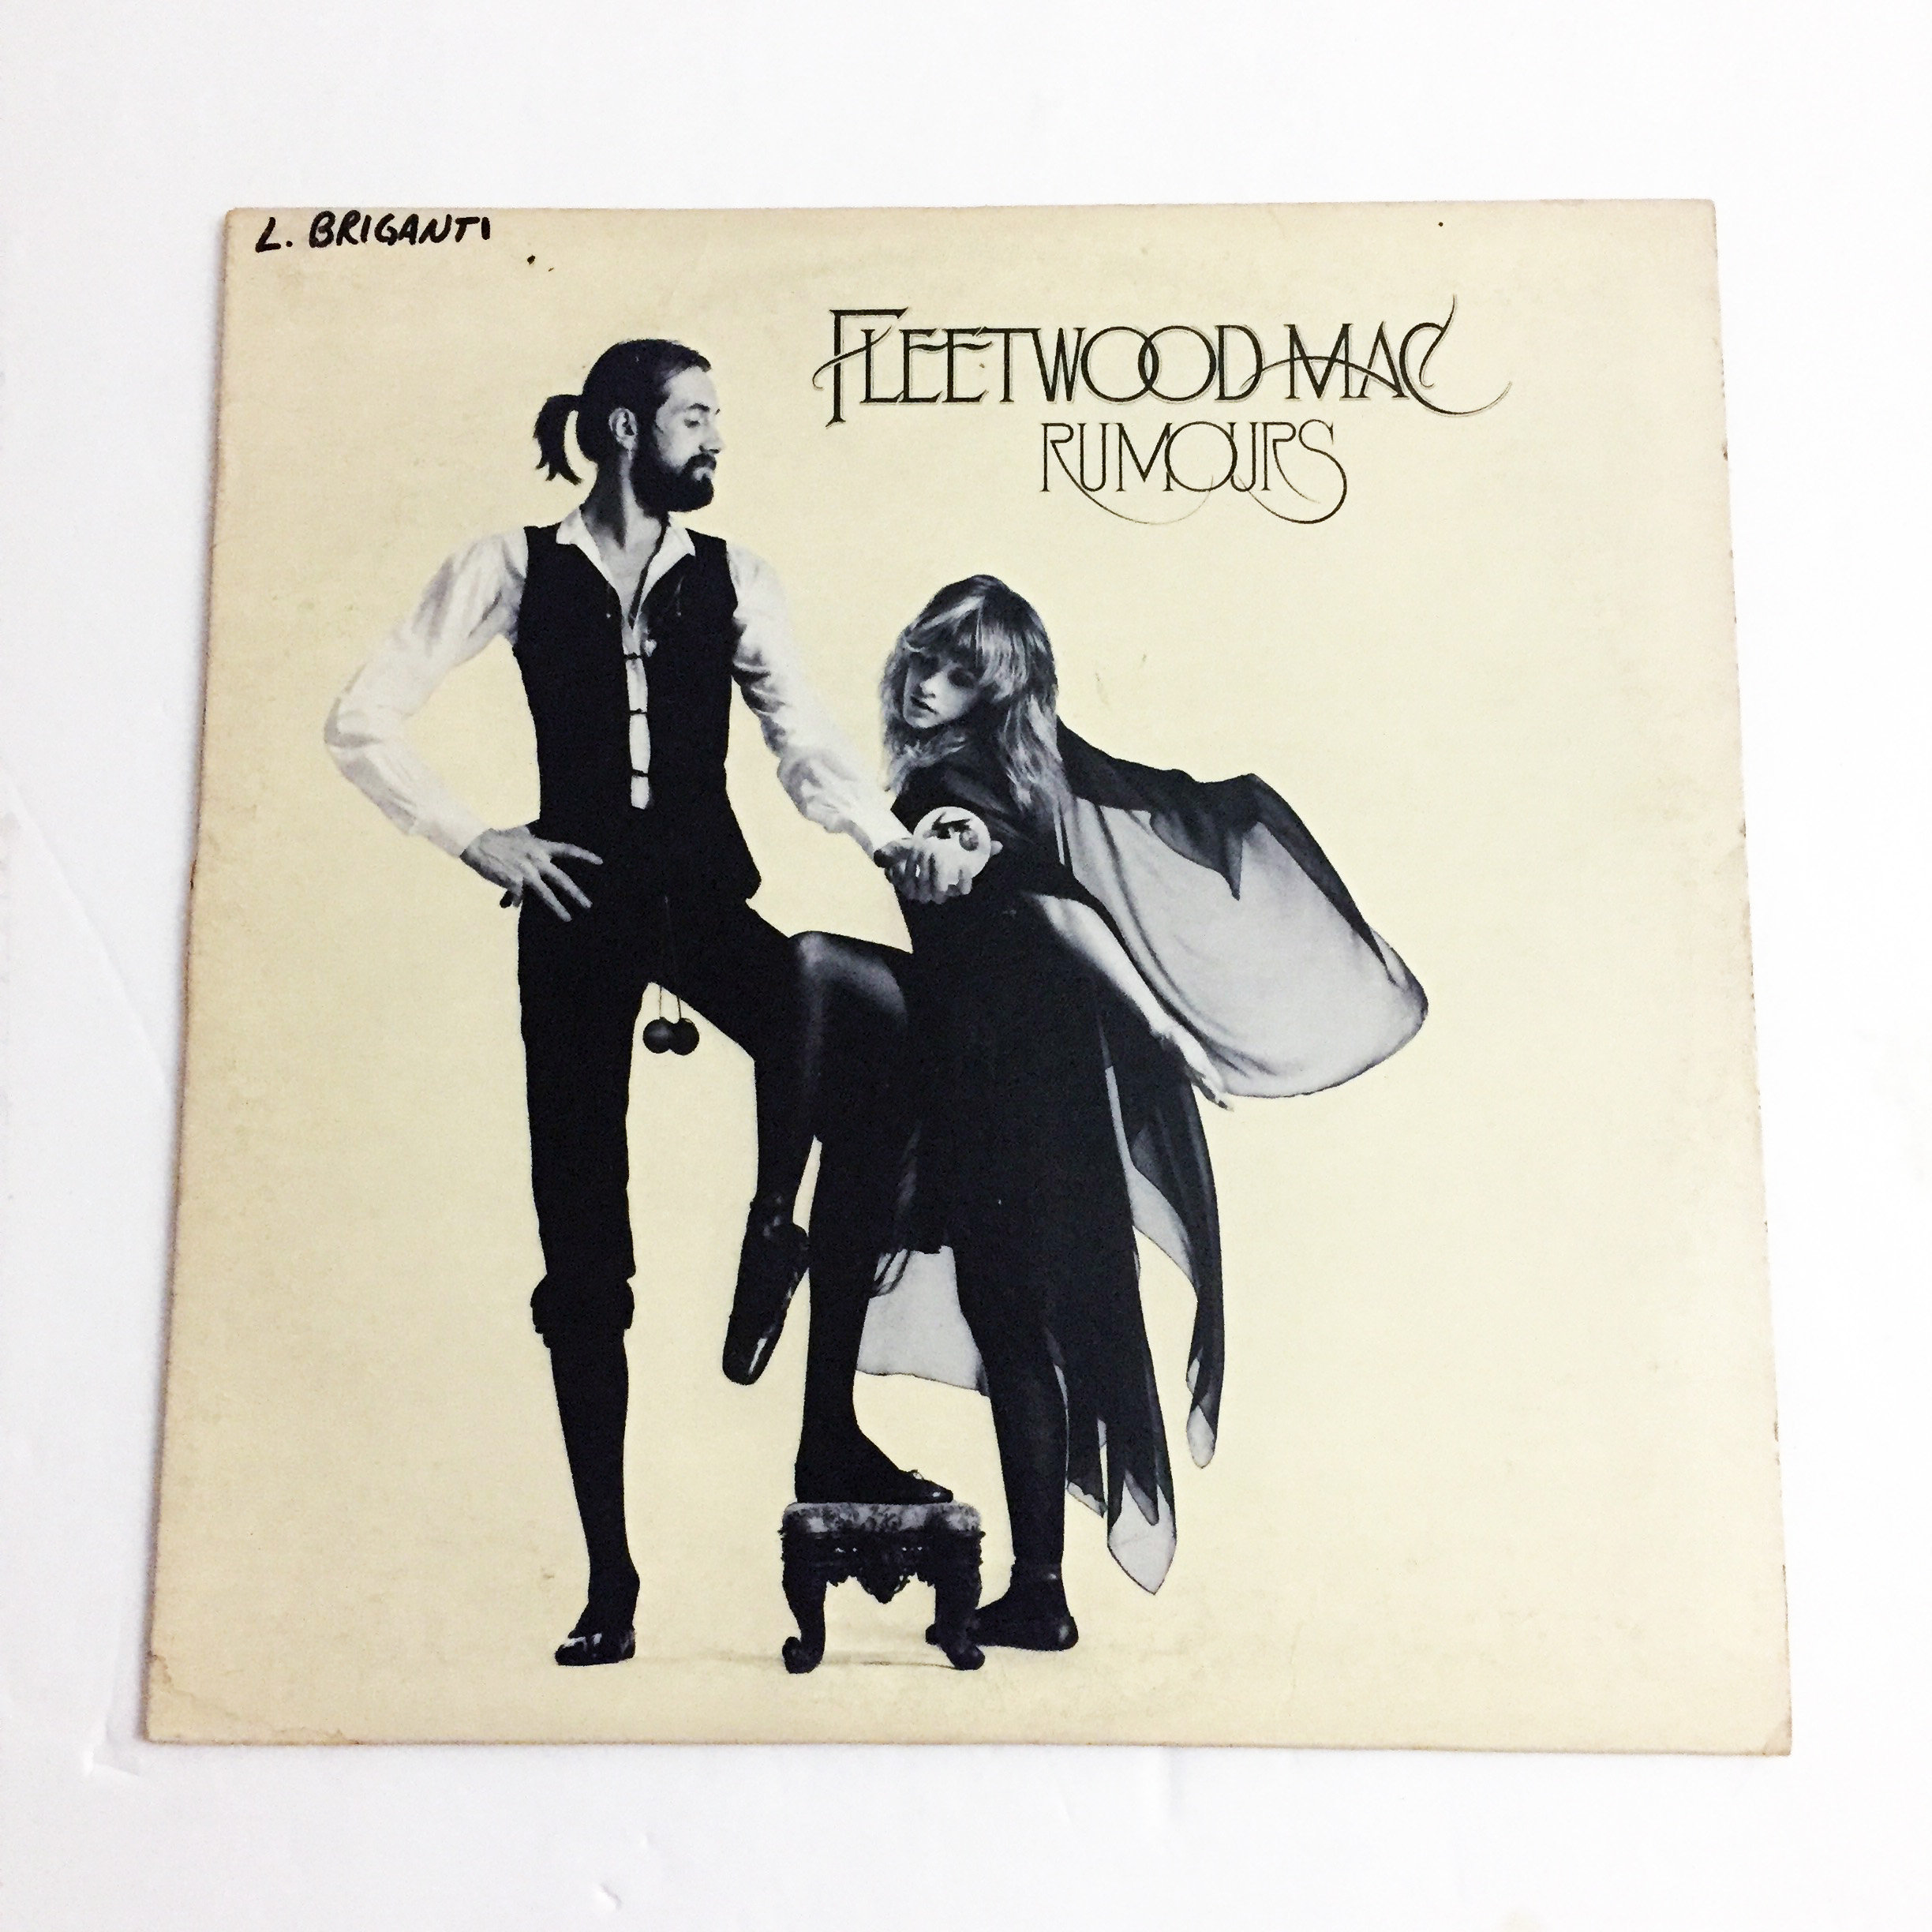 L. BRIGANTI
FLEETWOOD MAC
RUMOURS